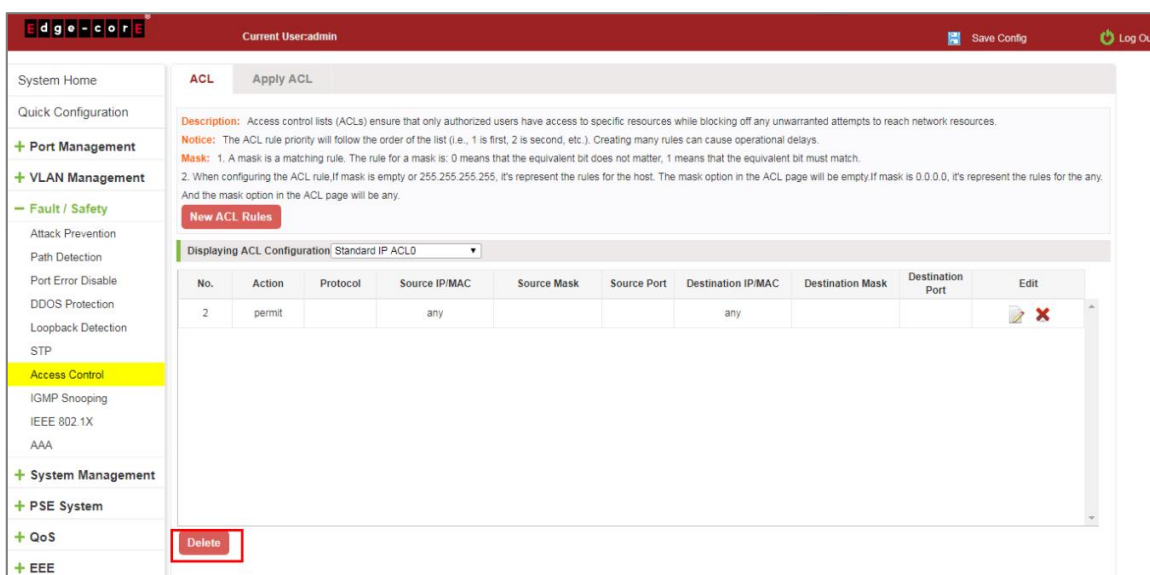 Edge-corE
Current User:admin
Save Config
Log Ou
System Home
Quick Configuration
+ Port Management
+ VLAN Management
− Fault / Safety
Attack Prevention
Path Detection
Port Error Disable
DDOS Protection
Loopback Detection
STP
Access Control
IGMP Snooping
IEEE 802.1X
AAA
+ System Management
+ PSE System
+ QoS
+ EEE
ACL
Apply ACL
Description: Access control lists (ACLs) ensure that only authorized users have access to specific resources while blocking off any unwarranted attempts to reach network resources.
Notice: The ACL rule priority will follow the order of the list (i.e., 1 is first, 2 is second, etc.). Creating many rules can cause operational delays.
Mask: 1. A mask is a matching rule. The rule for a mask is: 0 means that the equivalent bit does not matter, 1 means that the equivalent bit must match.
2. When configuring the ACL rule,If mask is empty or 255.255.255.255, it's represent the rules for the host. The mask option in the ACL page will be empty.If mask is 0.0.0.0, it's represent the rules for the any.
And the mask option in the ACL page will be any.
New ACL Rules
Displaying ACL Configuration Standard IP ACL0
No. Action Protocol Source IP/MAC Source Mask Source Port Destination IP/MAC Destination Mask Destination Port Edit
2 permit any any
Delete